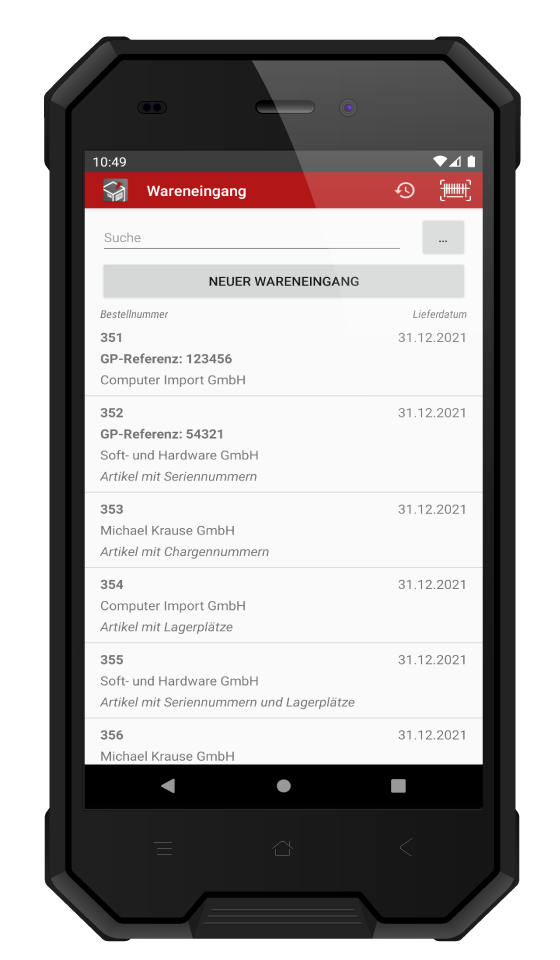 10:49
Wareneingang
Suche
...
NEUER WARENEINGANG
Bestellnummer Lieferdatum
351 31.12.2021
GP-Referenz: 123456
Computer Import GmbH
352 31.12.2021
GP-Referenz: 54321
Soft- und Hardware GmbH
Artikel mit Seriennummern
353 31.12.2021
Michael Krause GmbH
Artikel mit Chargennummern
354 31.12.2021
Computer Import GmbH
Artikel mit Lagerplätze
355 31.12.2021
Soft- und Hardware GmbH
Artikel mit Seriennummern und Lagerplätze
356 31.12.2021
Michael Krause GmbH